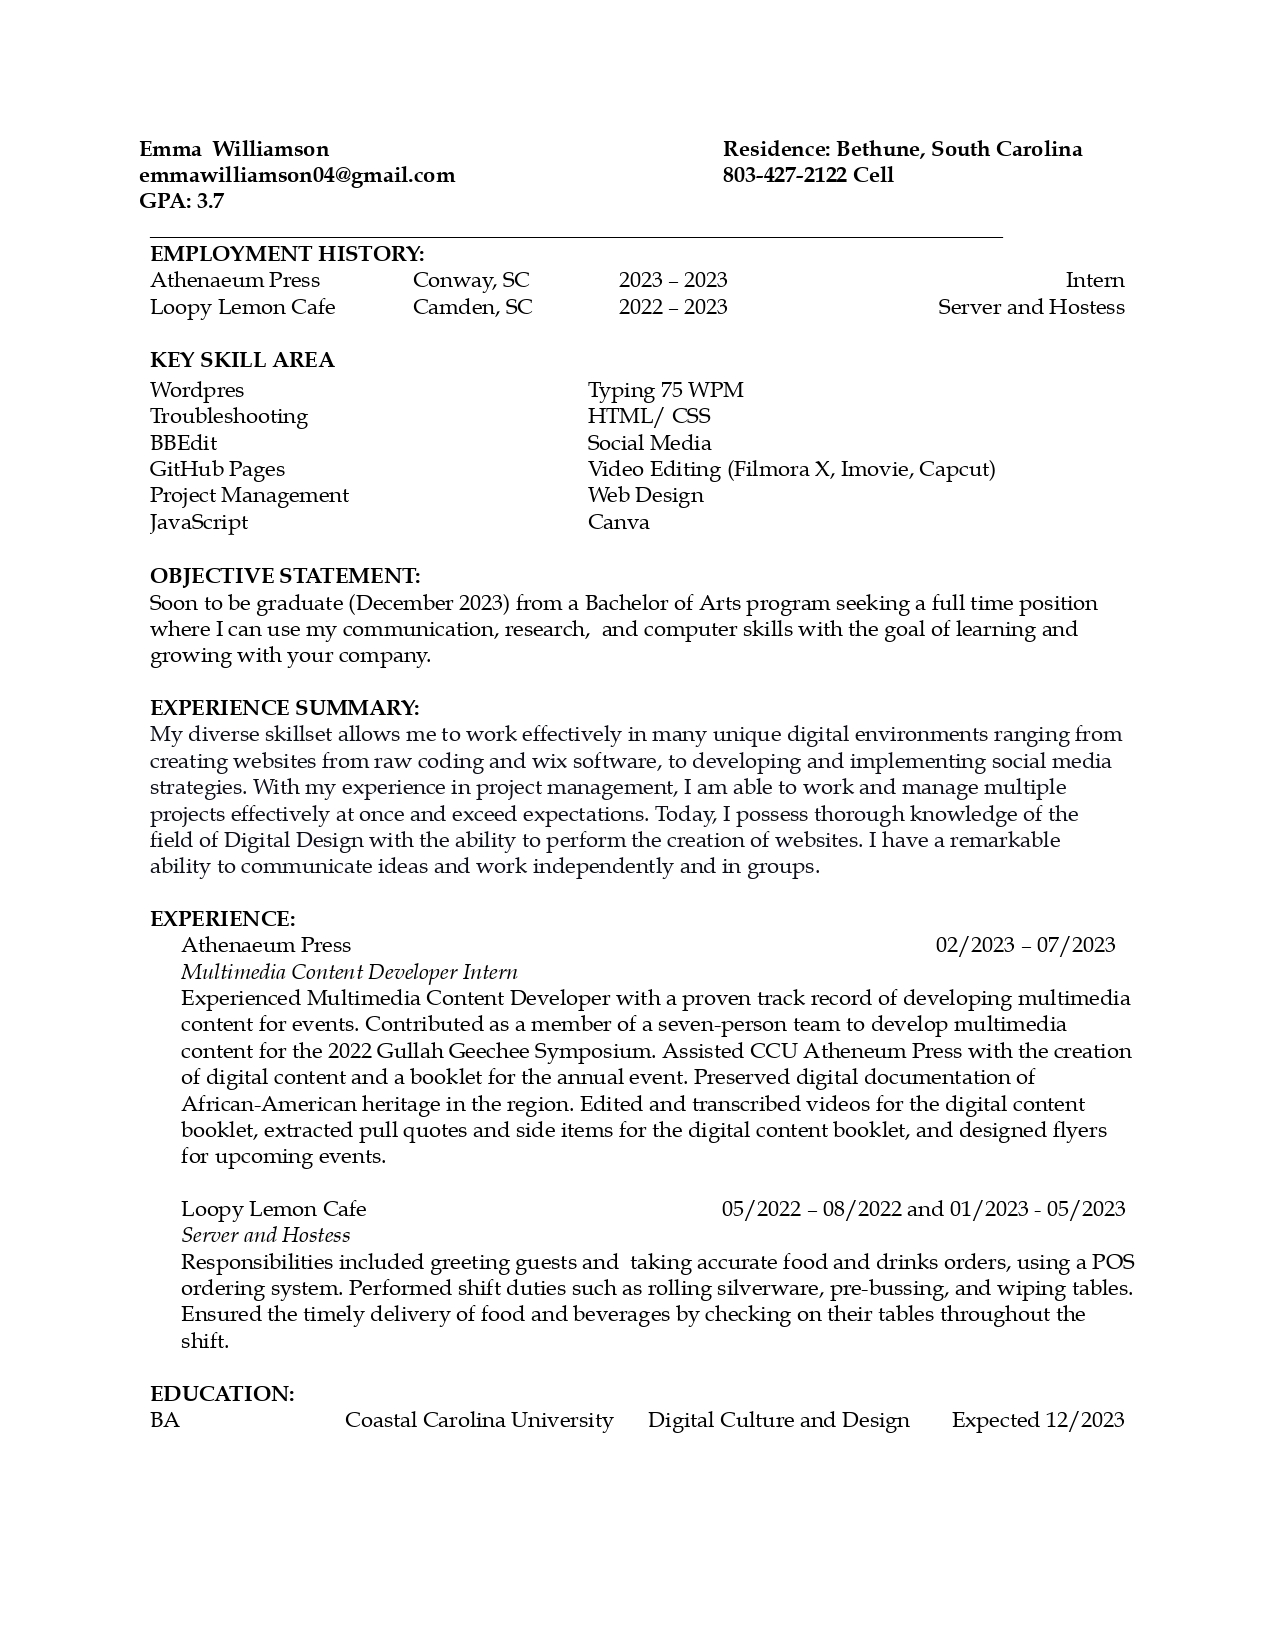 Emma  Williamson Residence: Bethune, South Carolina
emmawilliamson04@gmail.com 803-427-2122 Cell
GPA: 3.7
EMPLOYMENT HISTORY:
Athenaeum Press Conway, SC 2023 – 2023 Intern
Loopy Lemon Cafe Camden, SC 2022 – 2023 Server and Hostess
KEY SKILL AREA
Wordpres Typing 75 WPM
Troubleshooting HTML/ CSS
BBEdit Social Media
GitHub Pages Video Editing (Filmora X, Imovie, Capcut)
Project Management Web Design
JavaScript Canva
OBJECTIVE STATEMENT:
Soon to be graduate (December 2023) from a Bachelor of Arts program seeking a full time position
where I can use my communication, research,  and computer skills with the goal of learning and
growing with your company.
EXPERIENCE SUMMARY:
My diverse skillset allows me to work effectively in many unique digital environments ranging from
creating websites from raw coding and wix software, to developing and implementing social media
strategies. With my experience in project management, I am able to work and manage multiple
projects effectively at once and exceed expectations. Today, I possess thorough knowledge of the
field of Digital Design with the ability to perform the creation of websites. I have a remarkable
ability to communicate ideas and work independently and in groups.
EXPERIENCE:
Athenaeum Press 02/2023 – 07/2023
Multimedia Content Developer Intern
Experienced Multimedia Content Developer with a proven track record of developing multimedia
content for events. Contributed as a member of a seven-person team to develop multimedia
content for the 2022 Gullah Geechee Symposium. Assisted CCU Atheneum Press with the creation
of digital content and a booklet for the annual event. Preserved digital documentation of
African-American heritage in the region. Edited and transcribed videos for the digital content
booklet, extracted pull quotes and side items for the digital content booklet, and designed flyers
for upcoming events.
Loopy Lemon Cafe 05/2022 – 08/2022 and 01/2023 - 05/2023
Server and Hostess
Responsibilities included greeting guests and  taking accurate food and drinks orders, using a POS
ordering system. Performed shift duties such as rolling silverware, pre-bussing, and wiping tables.
Ensured the timely delivery of food and beverages by checking on their tables throughout the
shift.
EDUCATION:
BA Coastal Carolina University Digital Culture and Design Expected 12/2023